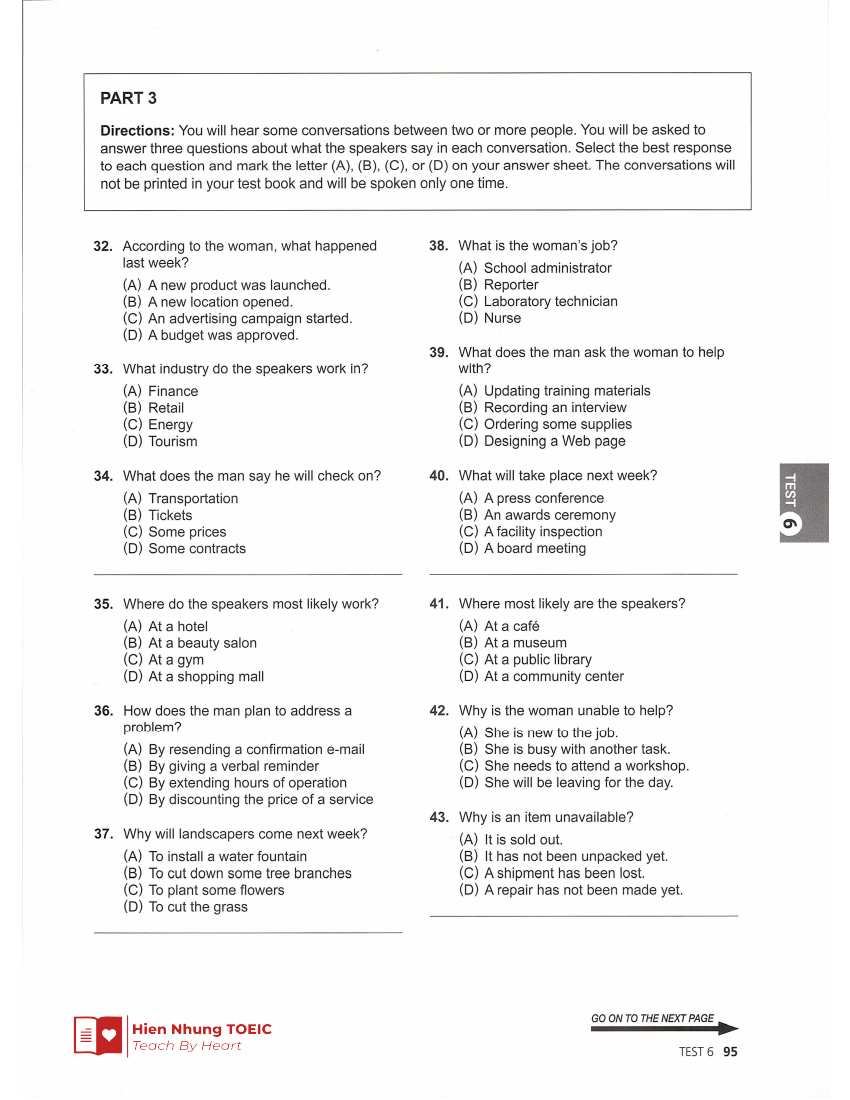 PART 3
Directions: You will hear some conversations between two or more people. You will be asked to
answer three questions about what the speakers say in each conversation. Select the best response
to each question and mark the letter (A), (B), (C), or (D) on your answer sheet. The conversations will
not be printed in your test book and will be spoken only one time.
32. According to the woman, what happened
last week?
(A) A new product was launched.
(B) A new location opened.
(C) An advertising campaign started.
(D) A budget was approved.
33. What industry do the speakers work in?
(A) Finance
(B) Retail
(C) Energy
(D) Tourism
34. What does the man say he will check on?
(A) Transportation
(B) Tickets
(C) Some prices
(D) Some contracts
35. Where do the speakers most likely work?
(A) At a hotel
(B) At a beauty salon
(C) At a gym
(D) At a shopping mall
36. How does the man plan to address a
problem?
(A) By resending a confirmation e-mail
(B) By giving a verbal reminder
(C) By extending hours of operation
(D) By discounting the price of a service
37. Why will landscapers come next week?
(A) To install a water fountain
(B) To cut down some tree branches
(C) To plant some flowers
(D) To cut the grass
38. What is the woman's job?
(A) School administrator
(B) Reporter
(C) Laboratory technician
(D) Nurse
39. What does the man ask the woman to help
with?
(A) Updating training materials
(B) Recording an interview
(C) Ordering some supplies
(D) Designing a Web page
40. What will take place next week?
(A) A press conference
(B) An awards ceremony
(C) A facility inspection
(D) A board meeting
41. Where most likely are the speakers?
(A) At a café
(B) At a museum
(C) At a public library
(D) At a community center
42. Why is the woman unable to help?
(A) She is new to the job.
(B) She is busy with another task.
(C) She needs to attend a workshop.
(D) She will be leaving for the day.
43. Why is an item unavailable?
(A) It is sold out.
(B) It has not been unpacked yet.
(C) A shipment has been lost.
(D) A repair has not been made yet.
TEST 6
Hien Nhung TOEIC
Teach By Heart
GO ON TO THE NEXT PAGE
TEST 6 95